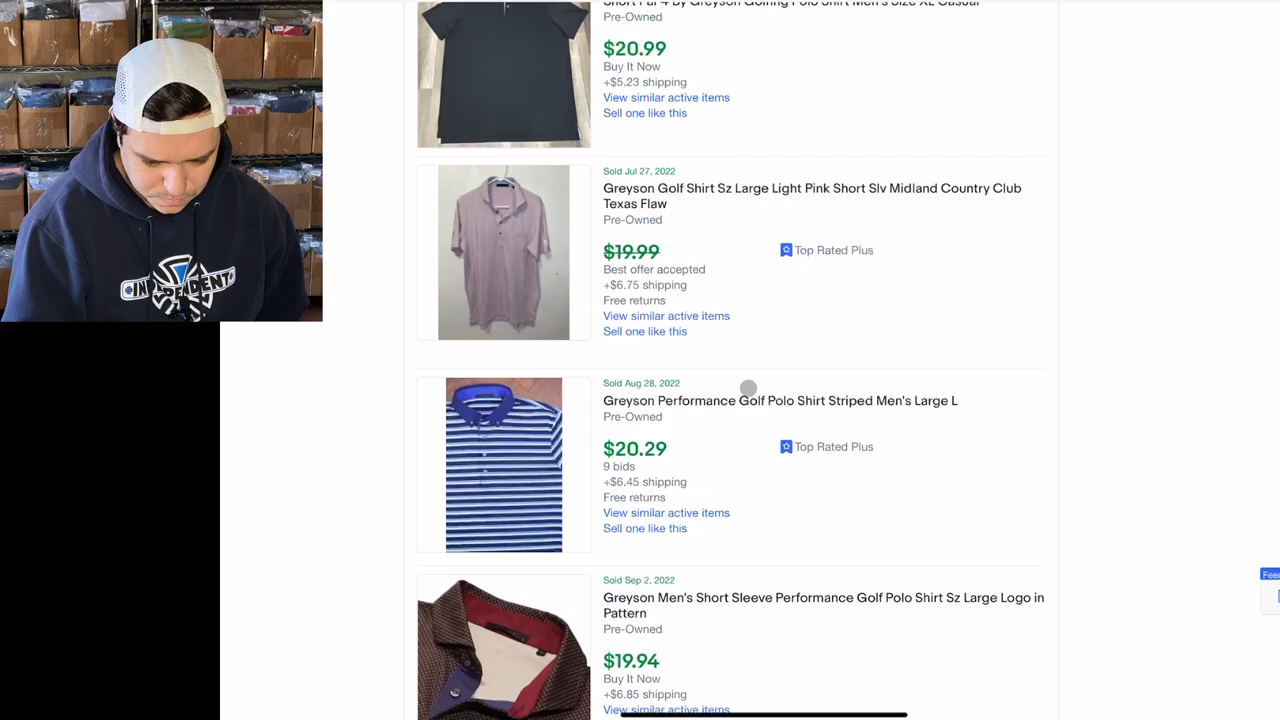 Short Par 4 By Greyson Golfing Polo Shirt Men's Size XL Casual
Pre-Owned
$20.99
Buy It Now
+$5.23 shipping
View similar active items
Sell one like this
Sold Jul 27, 2022
Greyson Golf Shirt Sz Large Light Pink Short Slv Midland Country Club
Texas Flaw
Pre-Owned
$19.99
Top Rated Plus
Best offer accepted
+$6.75 shipping
Free returns
View similar active items
Sell one like this
Sold Aug 28, 2022
Greyson Performance Golf Polo Shirt Striped Men's Large L
Pre-Owned
$20.29
Top Rated Plus
9 bids
+$6.45 shipping
Free returns
View similar active items
Sell one like this
Sold Sep 2, 2022
Greyson Men's Short Sleeve Performance Golf Polo Shirt Sz Large Logo in
Pattern
Pre-Owned
$19.94
Buy It Now
+$6.85 shipping
View similar active items
INDEPENDENT